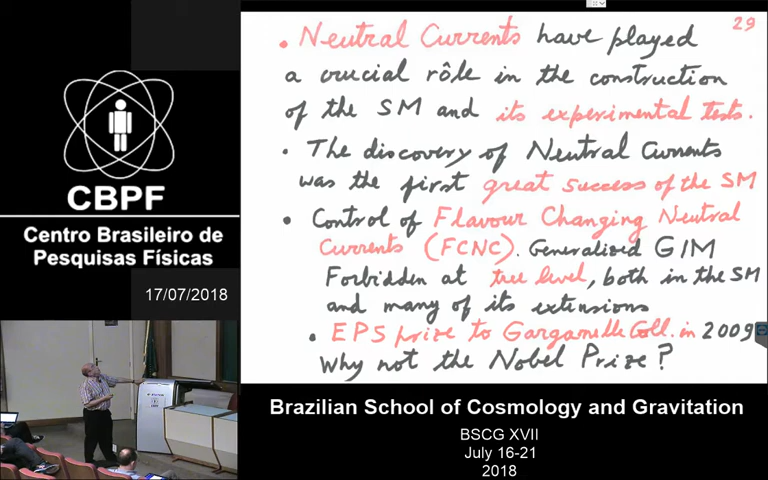 29
• Neutral Currents have played
a crucial rôle in the construction
of the SM and its experimental tests.
• The discovery of Neutral Currents
was the first great success of the SM
• Control of Flavour Changing Neutral
Currents (FCNC). Generalised GIM
Forbidden at tree level, both in the SM
and many of its extensions
• EPS prize to Gargamelle Coll. in 2009
Why not the Nobel Prize?
CBPF
Centro Brasileiro de
Pesquisas Físicas
17/07/2018
Brazilian School of Cosmology and Gravitation
BSCG XVII
July 16-21
2018